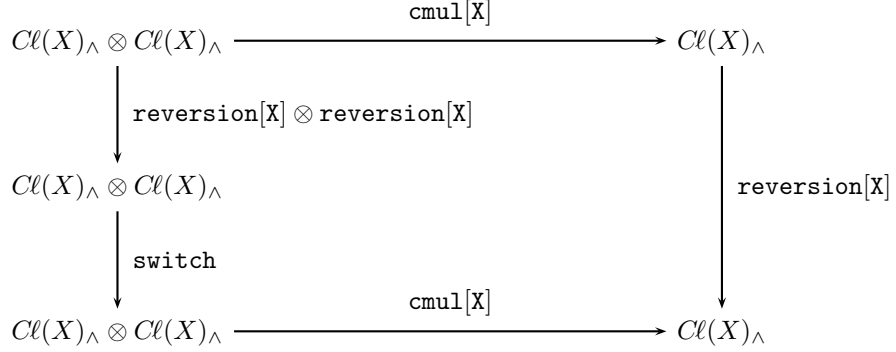 cmul[X]
Cℓ(X)∧ ⊗ Cℓ(X)∧ Cℓ(X)∧
reversion[X] ⊗ reversion[X]
Cℓ(X)∧ ⊗ Cℓ(X)∧ reversion[X]
switch
cmul[X]
Cℓ(X)∧ ⊗ Cℓ(X)∧ Cℓ(X)∧